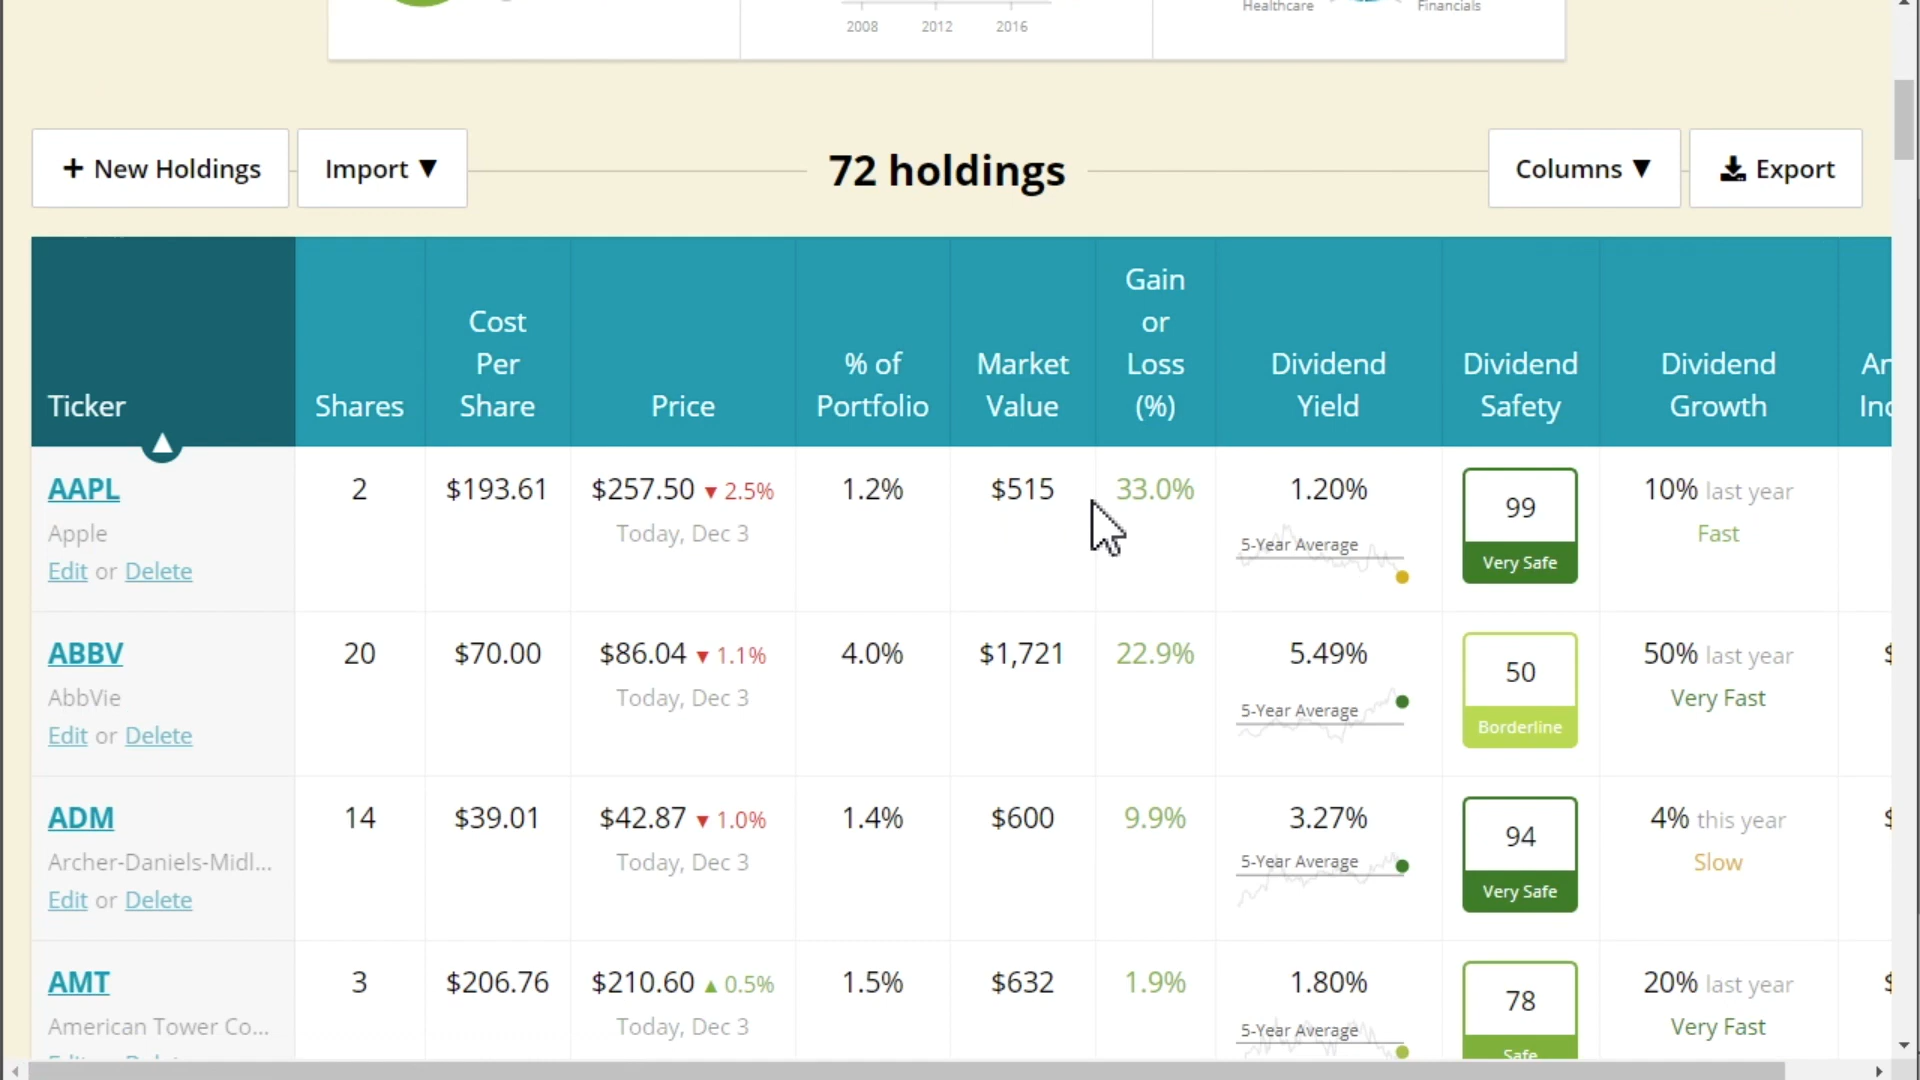 Healthcare Financials
2008 2012 2016
+ New Holdings Import ▼ 72 holdings Columns ▼ Export
Ticker Shares Cost Per Share Price % of Portfolio Market Value Gain or Loss (%) Dividend Yield Dividend Safety Dividend Growth
AAPL 2 $193.61 $257.50 ▼ 2.5% 1.2% $515 33.0% 1.20% 99 10% last year
Apple Today, Dec 3 5-Year Average Very Safe Fast
Edit or Delete
ABBV 20 $70.00 $86.04 ▼ 1.1% 4.0% $1,721 22.9% 5.49% 50 50% last year
AbbVie Today, Dec 3 5-Year Average Borderline Very Fast
Edit or Delete
ADM 14 $39.01 $42.87 ▼ 1.0% 1.4% $600 9.9% 3.27% 94 4% this year
Archer-Daniels-Midl... Today, Dec 3 5-Year Average Very Safe Slow
Edit or Delete
AMT 3 $206.76 $210.60 ▲ 0.5% 1.5% $632 1.9% 1.80% 78 20% last year
American Tower Co... Today, Dec 3 5-Year Average Safe Very Fast